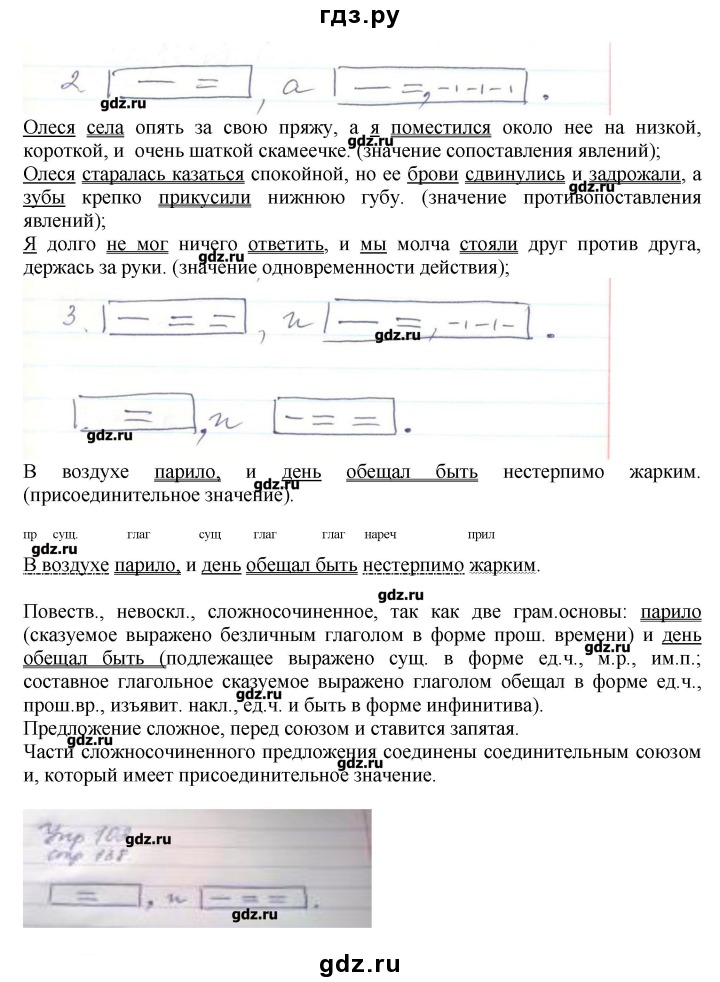 гдз.ру
2 , а .
gdz.ru
gdz.ru
Олеся села опять за свою пряжу, а я поместился около нее на низкой,
короткой, и очень шаткой скамеечке. (значение сопоставления явлений);
Олеся старалась казаться спокойной, но ее брови сдвинулись и задрожали, а
зубы крепко прикусили нижнюю губу. (значение противопоставления
явлений);
Я долго не мог ничего ответить, и мы молча стояли друг против друга,
держась за руки. (значение одновременности действия);
gdz.ru
3. , и .
gdz.ru
, и .
gdz.ru
В воздухе парило, и день обещал быть нестерпимо жарким.
(присоединительное значение).
gdz.ru
пр сущ. глаг сущ глаг глаг нареч прил
gdz.ru
В воздухе парило, и день обещал быть нестерпимо жарким.
gdz.ru
Повеств., невоскл., сложносочиненное, так как две грам.основы: парило
(сказуемое выражено безличным глаголом в форме прош. времени) и день
gdz.ru
обещал быть (подлежащее выражено сущ. в форме ед.ч., м.р., им.п.;
составное глагольное сказуемое выражено глаголом обещал в форме ед.ч.,
gdz.ru
прош.вр., изъявит. накл., ед.ч. и быть в форме инфинитива).
Предложение сложное, перед союзом и ставится запятая.
Части сложносочиненного предложения соединены соединительным союзом
и, который имеет присоединительное значение.
Упр 103
gdz.ru
стр 138
, и .
gdz.ru
gdz.ru